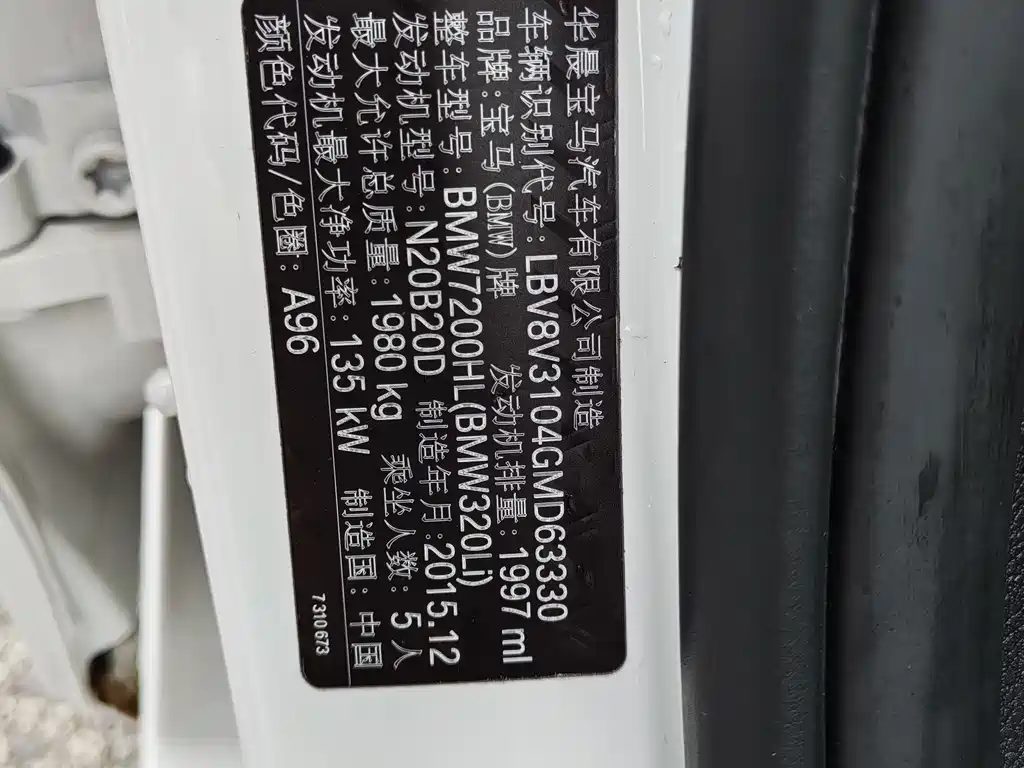 华晨宝马汽车有限公司制造
车辆识别代号:LBV8V3104GMD63330
品牌:宝马(BMW)牌 发动机排量:1997 ml
整车型号:BMW7200HL(BMW320Li)
发动机型号:N20B20D 制造年月:2015.12
最大允许总质量:1980 kg 乘坐人数:5人
发动机最大净功率:135 kW 制造国:中国
颜色代码/色圈:A96
7310673